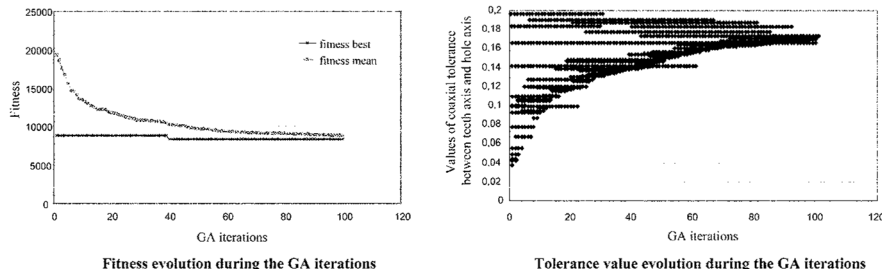 25000
20000
15000
10000
5000
0
0 20 40 60 80 100 120
Fitness
GA iterations
fitness best
fitness mean
Fitness evolution during the GA iterations
Values of coaxial tolerance
between teeth axis and hole axis
0,2
0,18
0,16
0,14
0,12
0,1
0,08
0,06
0,04
0,02
0
0 20 40 60 80 100 120
GA iterations
Tolerance value evolution during the GA iterations